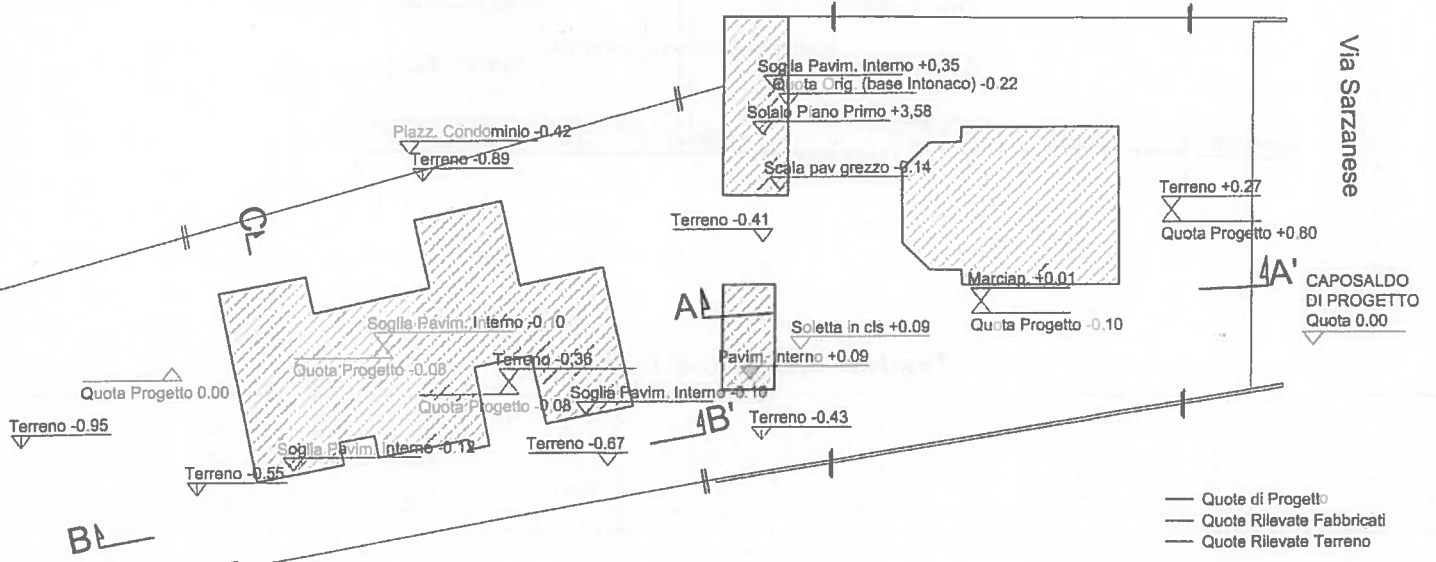 Soglia Pavim. Interno +0,35
Quota Orig. (base Intonaco) -0.22
Solaio Piano Primo +3,58
Scala pav grezzo -0.14
Via Sarzanese
Plazz. Condominio -0.42
Terreno -0.89
Terreno +0.27
Quota Progetto +0.80
Terreno -0.41
C
A
A'
CAPOSALDO
DI PROGETTO
Quota 0.00
Marciap. +0.01
Quota Progetto -0.10
Soletta in cls +0.09
Pavim. Interno +0.09
Soglia Pavim. Interno -0.10
Quota Progetto -0.08
Terreno -0.36
Quota Progetto -0.08
Soglia Pavim. Interno -0.10
Quota Progetto 0.00
Terreno -0.95
B'
Terreno -0.43
Terreno -0.67
Soglia Pavim. Interno -0.12
Terreno -0.55
B
Quote di Progetto
Quote Rilevate Fabbricati
Quote Rilevate Terreno